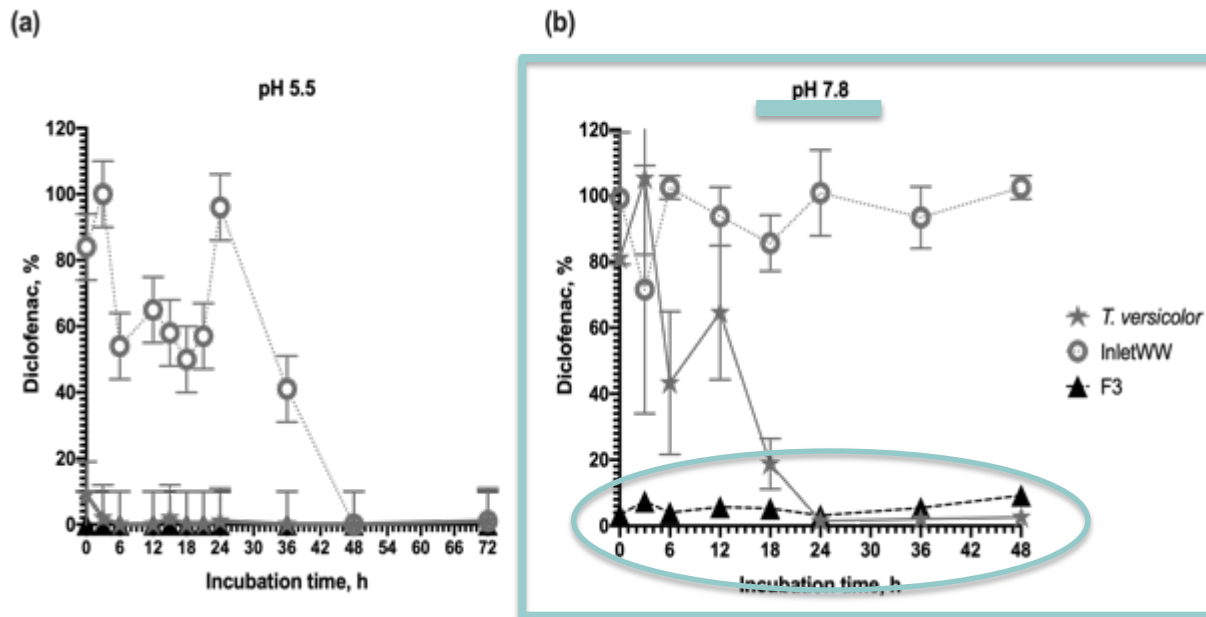 (a)
(b)
pH 5.5
pH 7.8
120
100
80
60
40
20
0
Diclofenac, %
0 6 12 18 24 30 36 42 48 54 60 66 72
Incubation time, h
120
100
80
60
40
20
0
Diclofenac, %
0 6 12 18 24 30 36 42 48
Incubation time, h
T. versicolor
InletWW
F3